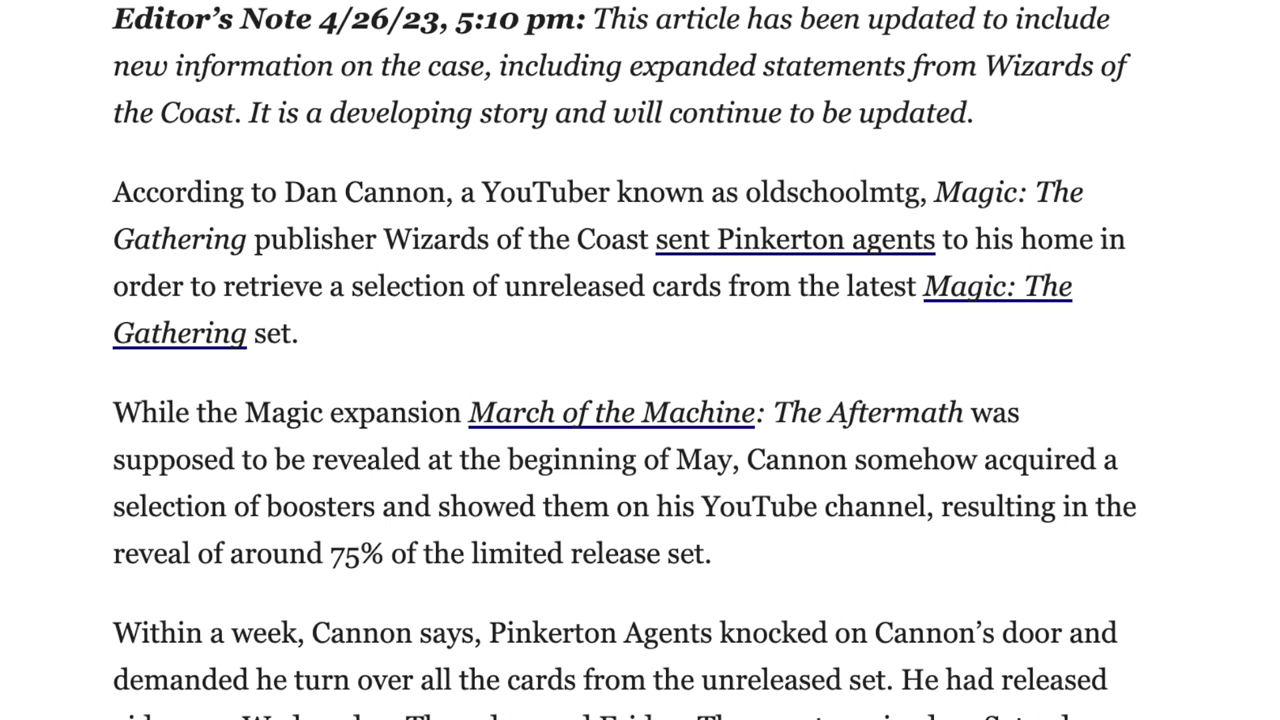 Editor’s Note 4/26/23, 5:10 pm: This article has been updated to include
new information on the case, including expanded statements from Wizards of
the Coast. It is a developing story and will continue to be updated.
According to Dan Cannon, a YouTuber known as oldschoolmtg, Magic: The
Gathering publisher Wizards of the Coast sent Pinkerton agents to his home in
order to retrieve a selection of unreleased cards from the latest Magic: The
Gathering set.
While the Magic expansion March of the Machine: The Aftermath was
supposed to be revealed at the beginning of May, Cannon somehow acquired a
selection of boosters and showed them on his YouTube channel, resulting in the
reveal of around 75% of the limited release set.
Within a week, Cannon says, Pinkerton Agents knocked on Cannon’s door and
demanded he turn over all the cards from the unreleased set. He had released